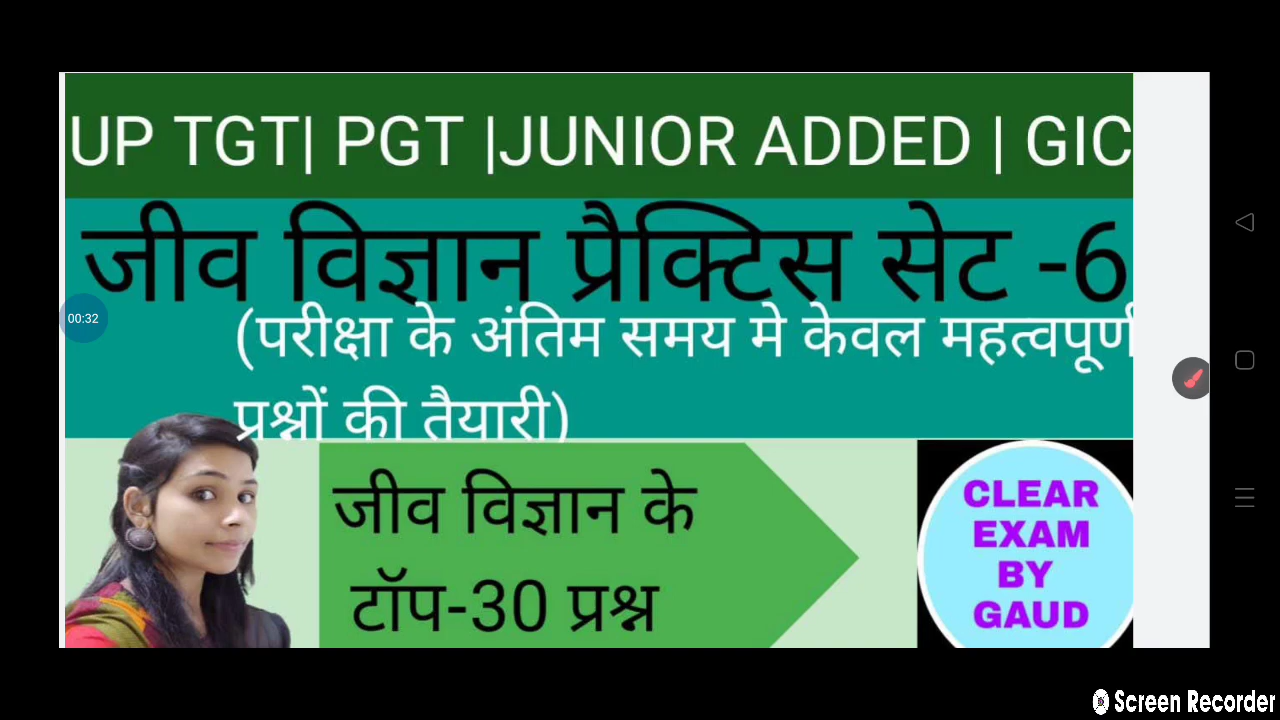 UP TGT| PGT |JUNIOR ADDED | GIC
जीव विज्ञान प्रैक्टिस सेट -6
00:32
(परीक्षा के अंतिम समय मे केवल महत्वपूर्ण
प्रश्नों की तैयारी)
जीव विज्ञान के
टॉप-30 प्रश्न
CLEAR
EXAM
BY
GAUD
Screen Recorder